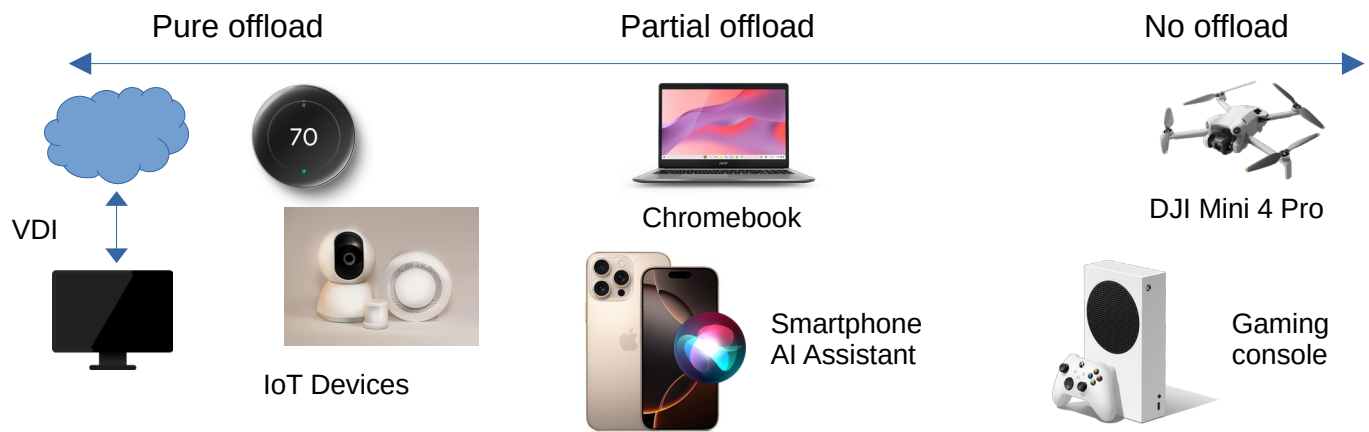 Pure offload
Partial offload
No offload
70
VDI
IoT Devices
acer
Chromebook
Smartphone
AI Assistant
DJI Mini 4 Pro
Gaming
console